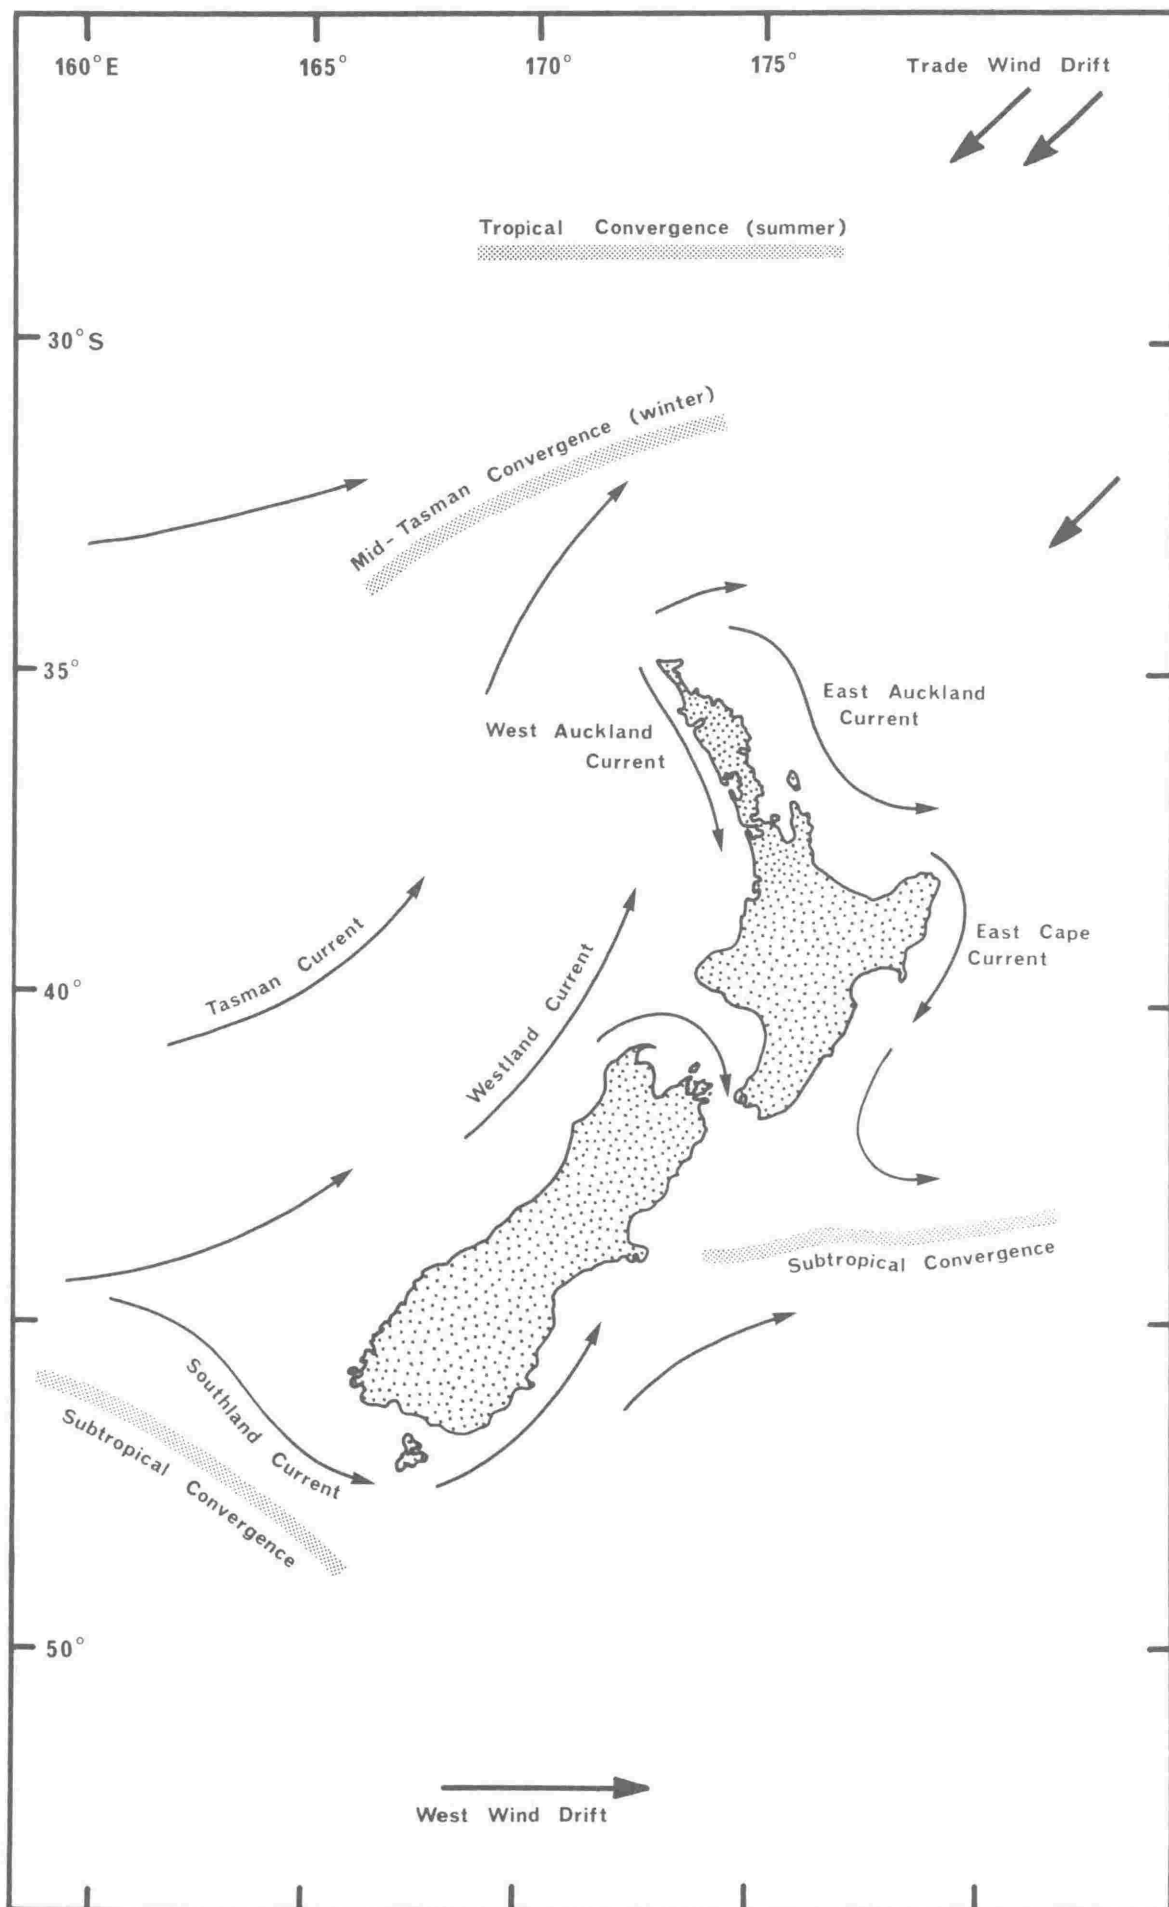 160°E
165°
170°
175°
Trade Wind Drift
Tropical Convergence (summer)
30°S
Mid-Tasman Convergence (winter)
35°
East Auckland
Current
West Auckland
Current
Tasman Current
Westland Current
East Cape
Current
40°
Subtropical Convergence
Southland Current
Subtropical Convergence
50°
West Wind Drift